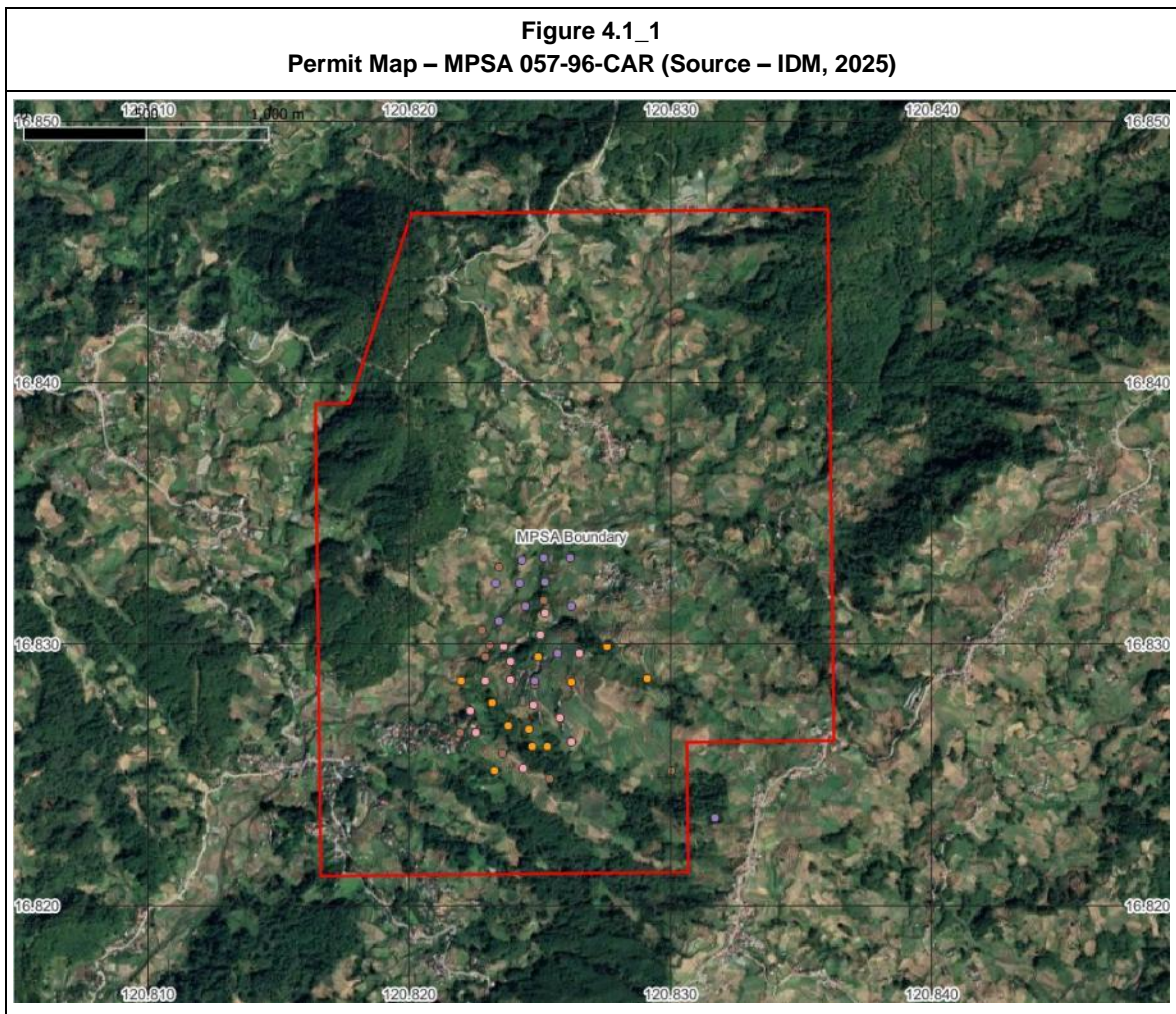 Figure 4.1_1
Permit Map – MPSA 057-96-CAR (Source – IDM, 2025)
120.810 120.820 120.830 120.840
500 1,000 m
16.850 16.850
16.840 16.840
MPSA Boundary
16.830 16.830
16.820 16.820
120.810 120.820 120.830 120.840